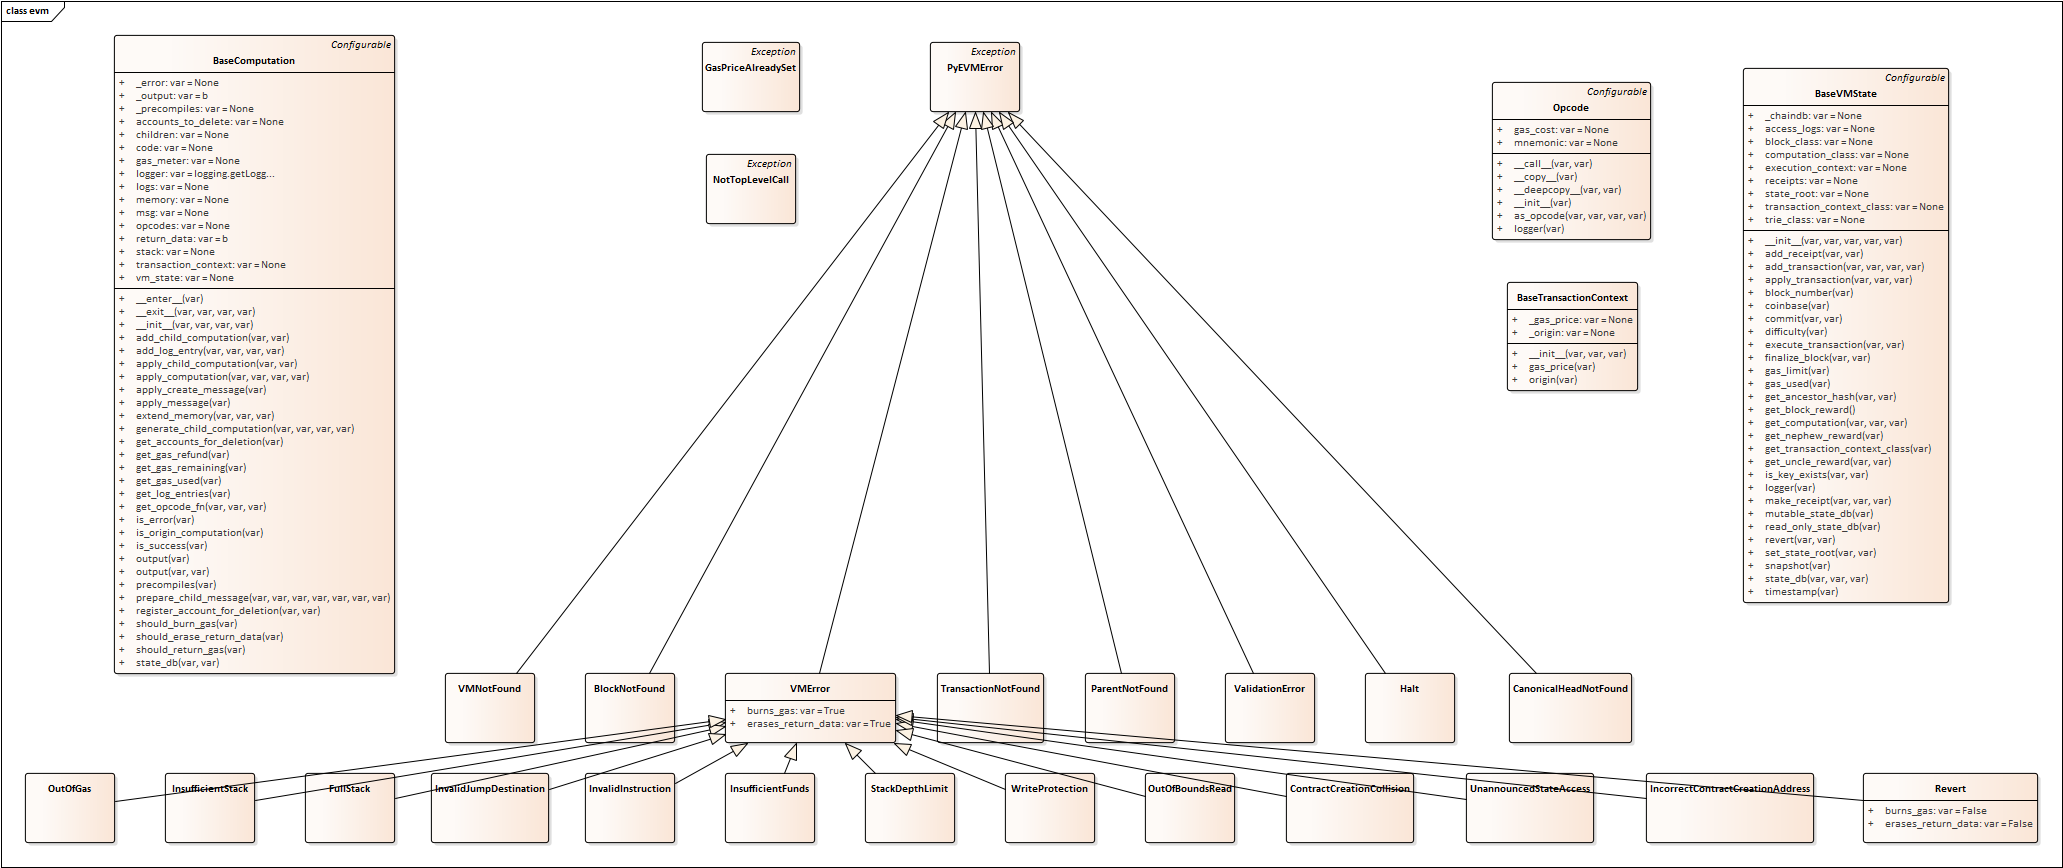 class evm
Configurable
BaseComputation
+ _error: var = None
+ _output: var = b
+ _precompiles: var = None
+ accounts_to_delete: var = None
+ children: var = None
+ code: var = None
+ gas_meter: var = None
+ logger: var = logging.getLogg...
+ logs: var = None
+ memory: var = None
+ msg: var = None
+ opcodes: var = None
+ return_data: var = b
+ stack: var = None
+ transaction_context: var = None
+ vm_state: var = None
+ __enter__(var)
+ __exit__(var, var, var, var)
+ __init__(var, var, var, var)
+ add_child_computation(var, var)
+ add_log_entry(var, var, var, var)
+ apply_child_computation(var, var)
+ apply_computation(var, var, var, var)
+ apply_create_message(var)
+ apply_message(var)
+ extend_memory(var, var, var)
+ generate_child_computation(var, var, var, var)
+ get_accounts_for_deletion(var)
+ get_gas_refund(var)
+ get_gas_remaining(var)
+ get_gas_used(var)
+ get_log_entries(var)
+ get_opcode_fn(var, var, var)
+ is_error(var)
+ is_origin_computation(var)
+ is_success(var)
+ output(var)
+ output(var, var)
+ precompiles(var)
+ prepare_child_message(var, var, var, var, var, var, var)
+ register_account_for_deletion(var, var)
+ should_burn_gas(var)
+ should_erase_return_data(var)
+ should_return_gas(var)
+ state_db(var, var)
Exception
GasPriceAlreadySet
Exception
NotTopLevelCall
Exception
PyEVMError
Configurable
Opcode
+ gas_cost: var = None
+ mnemonic: var = None
+ __call__(var, var)
+ __copy__(var)
+ __deepcopy__(var, var)
+ __init__(var)
+ as_opcode(var, var, var, var)
+ logger(var)
BaseTransactionContext
+ _gas_price: var = None
+ _origin: var = None
+ __init__(var, var, var)
+ gas_price(var)
+ origin(var)
Configurable
BaseVMState
+ _chaindb: var = None
+ access_logs: var = None
+ block_class: var = None
+ computation_class: var = None
+ execution_context: var = None
+ receipts: var = None
+ state_root: var = None
+ transaction_context_class: var = None
+ trie_class: var = None
+ __init__(var, var, var, var, var)
+ add_receipt(var, var)
+ add_transaction(var, var, var, var)
+ apply_transaction(var, var, var)
+ block_number(var)
+ coinbase(var)
+ commit(var, var)
+ difficulty(var)
+ execute_transaction(var, var)
+ finalize_block(var, var)
+ gas_limit(var)
+ gas_used(var)
+ get_ancestor_hash(var, var)
+ get_block_reward()
+ get_computation(var, var, var)
+ get_nephew_reward(var)
+ get_transaction_context_class(var)
+ get_uncle_reward(var, var)
+ is_key_exists(var, var)
+ logger(var)
+ make_receipt(var, var, var)
+ mutable_state_db(var)
+ read_only_state_db(var)
+ revert(var, var)
+ set_state_root(var, var)
+ snapshot(var)
+ state_db(var, var, var)
+ timestamp(var)
VMNotFound
BlockNotFound
VMError
+ burns_gas: var = True
+ erases_return_data: var = True
TransactionNotFound
ParentNotFound
ValidationError
Halt
CanonicalHeadNotFound
OutOfGas
InsufficientStack
FullStack
InvalidJumpDestination
InvalidInstruction
InsufficientFunds
StackDepthLimit
WriteProtection
OutOfBoundsRead
ContractCreationCollision
UnannouncedStateAccess
IncorrectContractCreationAddress
Revert
+ burns_gas: var = False
+ erases_return_data: var = False